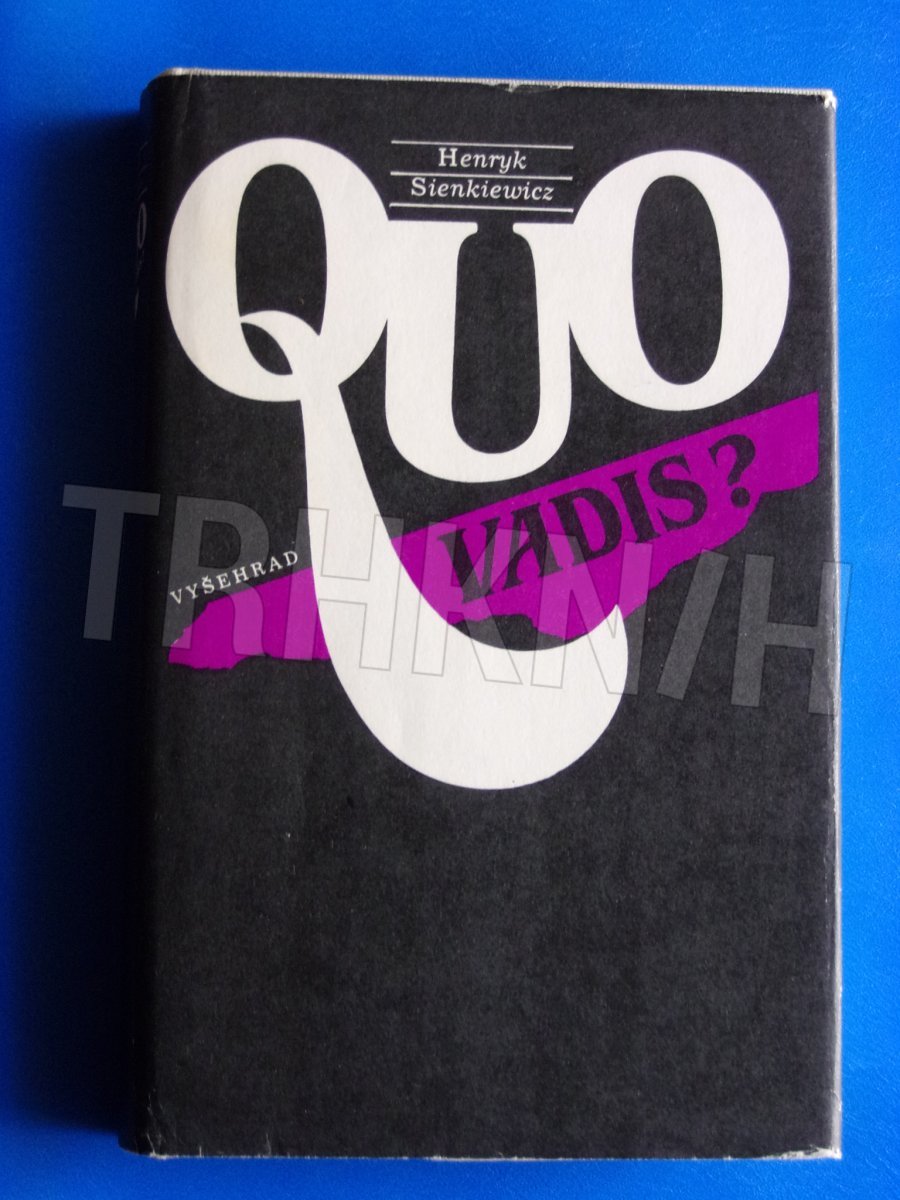 Henryk
Sienkiewicz
QUO
VADIS?
VYŠEHRAD
TRHKNIH